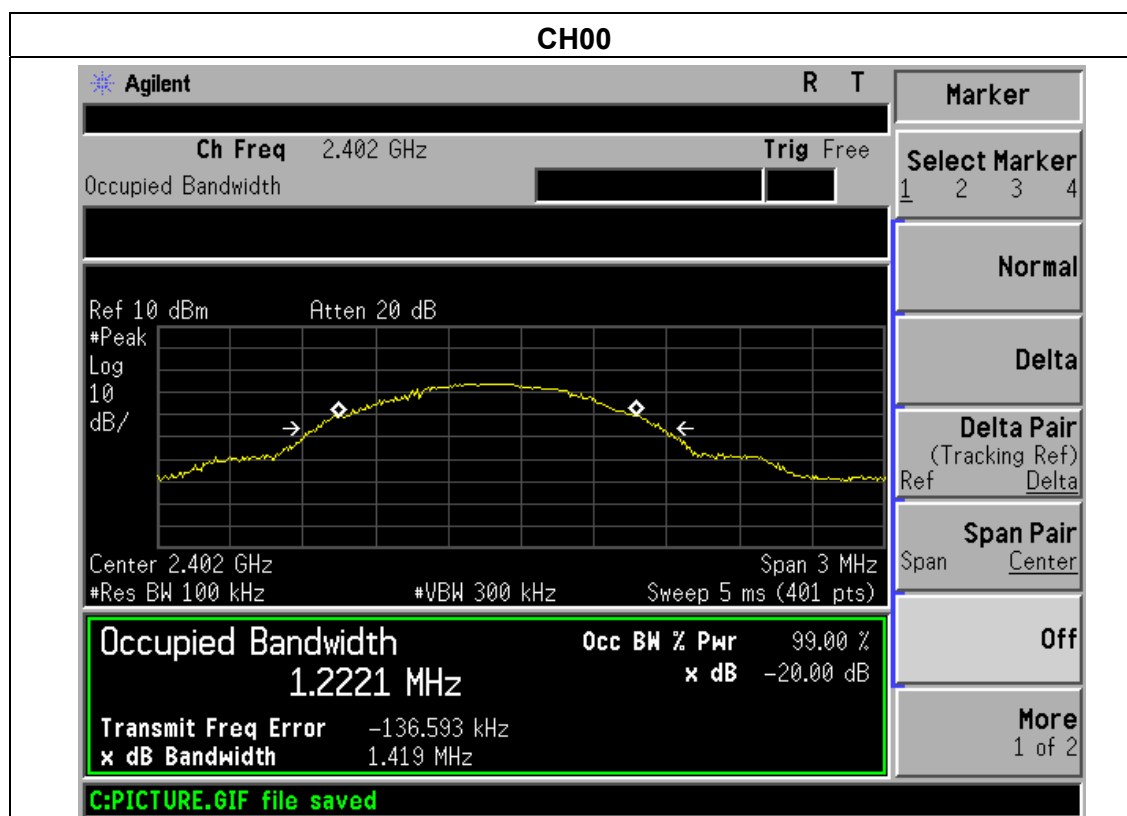 CH00
Agilent
R T
Ch Freq 2.402 GHz Trig Free
Occupied Bandwidth
Ref 10 dBm Atten 20 dB
#Peak
Log
10
dB/
Center 2.402 GHz Span 3 MHz
#Res BW 100 kHz #VBW 300 kHz Sweep 5 ms (401 pts)
Occupied Bandwidth
1.2221 MHz
Occ BW % Pwr 99.00 %
x dB -20.00 dB
Transmit Freq Error -136.593 kHz
x dB Bandwidth 1.419 MHz
C:PICTURE.GIF file saved
Marker
Select Marker
1 2 3 4
Normal
Delta
Delta Pair
(Tracking Ref)
Ref Delta
Span Pair
Span Center
Off
More
1 of 2